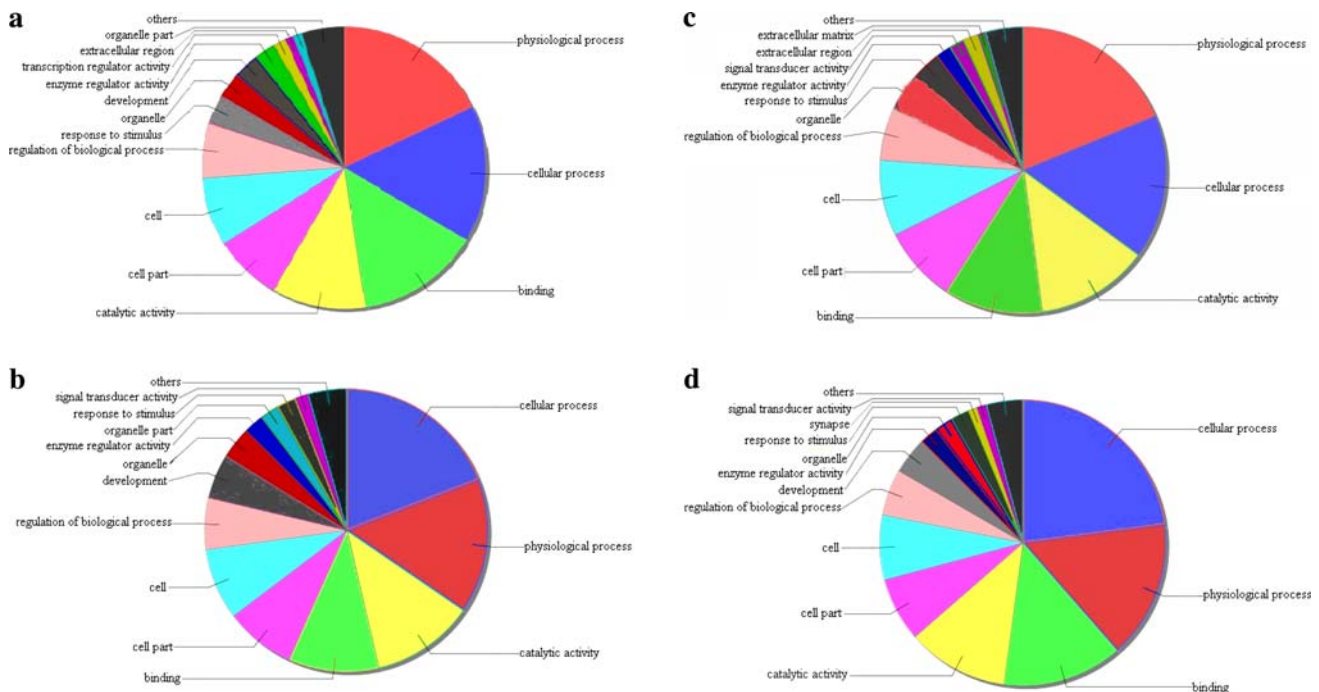 a
others
organelle part
extracellular region
transcription regulator activity
enzyme regulator activity
development
organelle
response to stimulus
regulation of biological process
cell
cell part
catalytic activity
physiological process
cellular process
binding
c
others
extracellular matrix
extracellular region
signal transducer activity
enzyme regulator activity
response to stimulus
organelle
regulation of biological process
cell
cell part
binding
physiological process
cellular process
catalytic activity
b
others
signal transducer activity
response to stimulus
organelle part
enzyme regulator activity
organelle
development
regulation of biological process
cell
cell part
binding
cellular process
physiological process
catalytic activity
d
others
signal transducer activity
synapse
response to stimulus
organelle
enzyme regulator activity
development
regulation of biological process
cell
cell part
catalytic activity
cellular process
physiological process
binding